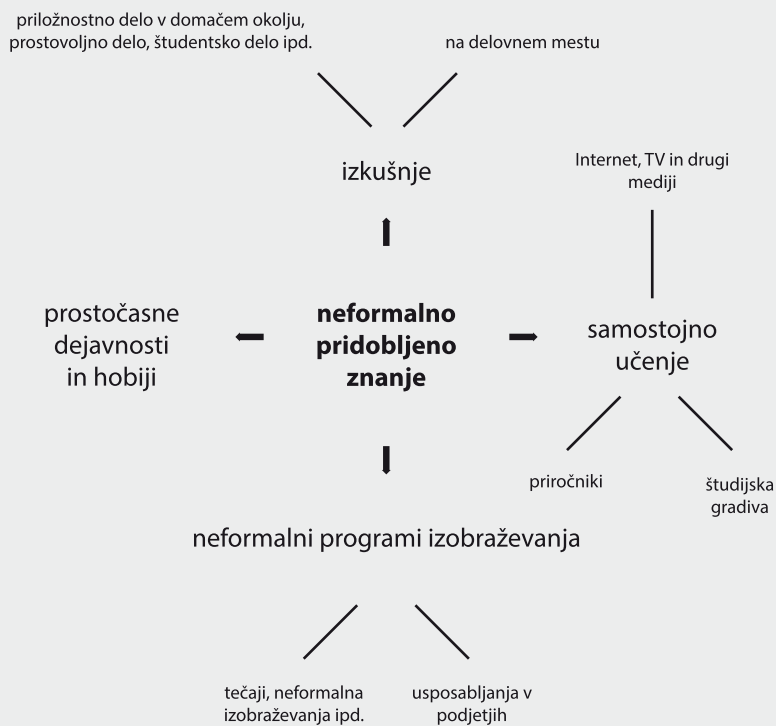 priložnostno delo v domačem okolju,
prostovoljno delo, študentsko delo ipd.
na delovnem mestu
izkušnje
Internet, TV in drugi
mediji
prostočasne
dejavnosti
in hobiji
neformalno
pridobljeno
znanje
samostojno
učenje
priročniki
študijska
gradiva
neformalni programi izobraževanja
tečaji, neformalna
izobraževanja ipd.
usposabljanja v
podjetjih